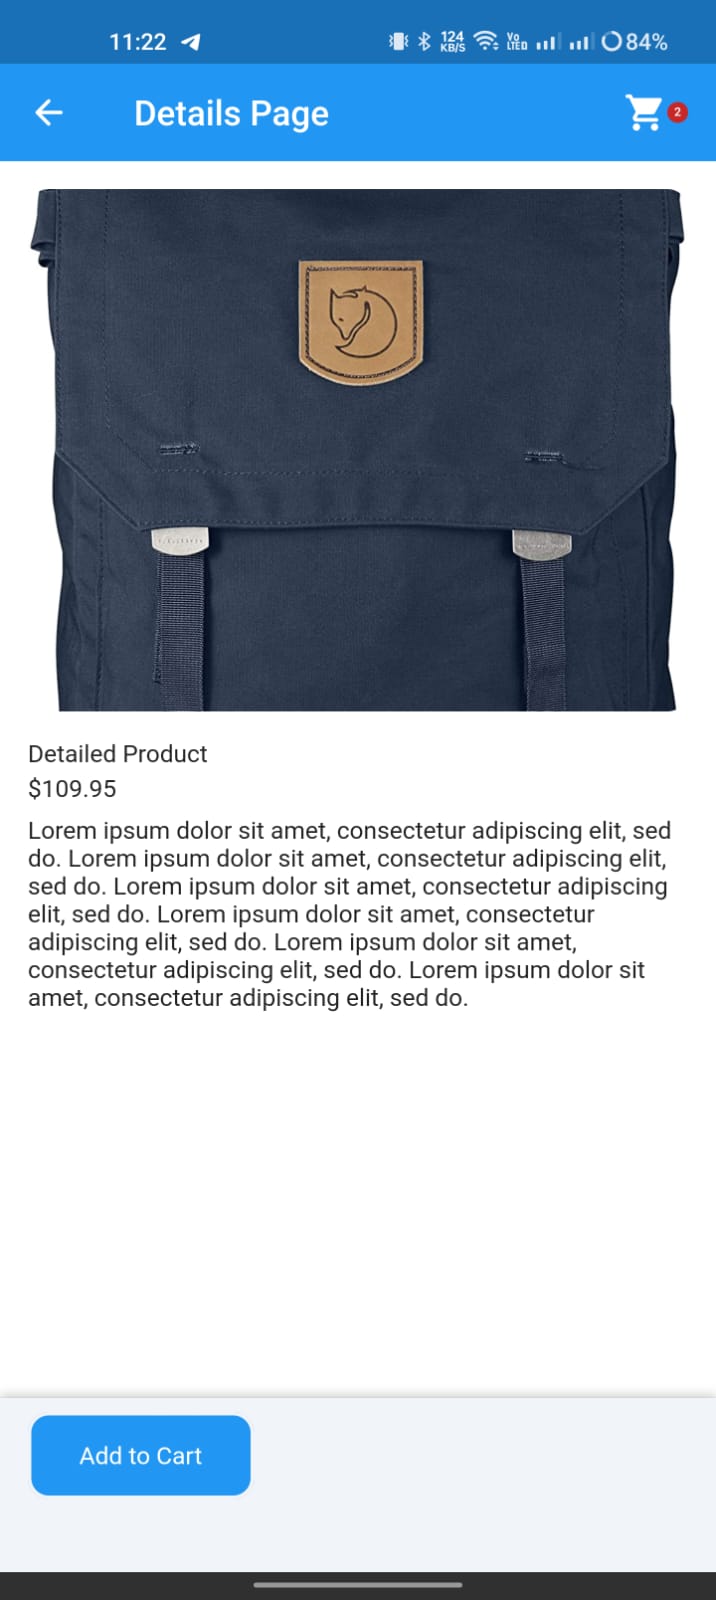 11:22 124 KB/S Vo LTED 84%
Details Page 2
Detailed Product
$109.95
Lorem ipsum dolor sit amet, consectetur adipiscing elit, sed
do. Lorem ipsum dolor sit amet, consectetur adipiscing elit,
sed do. Lorem ipsum dolor sit amet, consectetur adipiscing
elit, sed do. Lorem ipsum dolor sit amet, consectetur
adipiscing elit, sed do. Lorem ipsum dolor sit amet,
consectetur adipiscing elit, sed do. Lorem ipsum dolor sit
amet, consectetur adipiscing elit, sed do.
Add to Cart